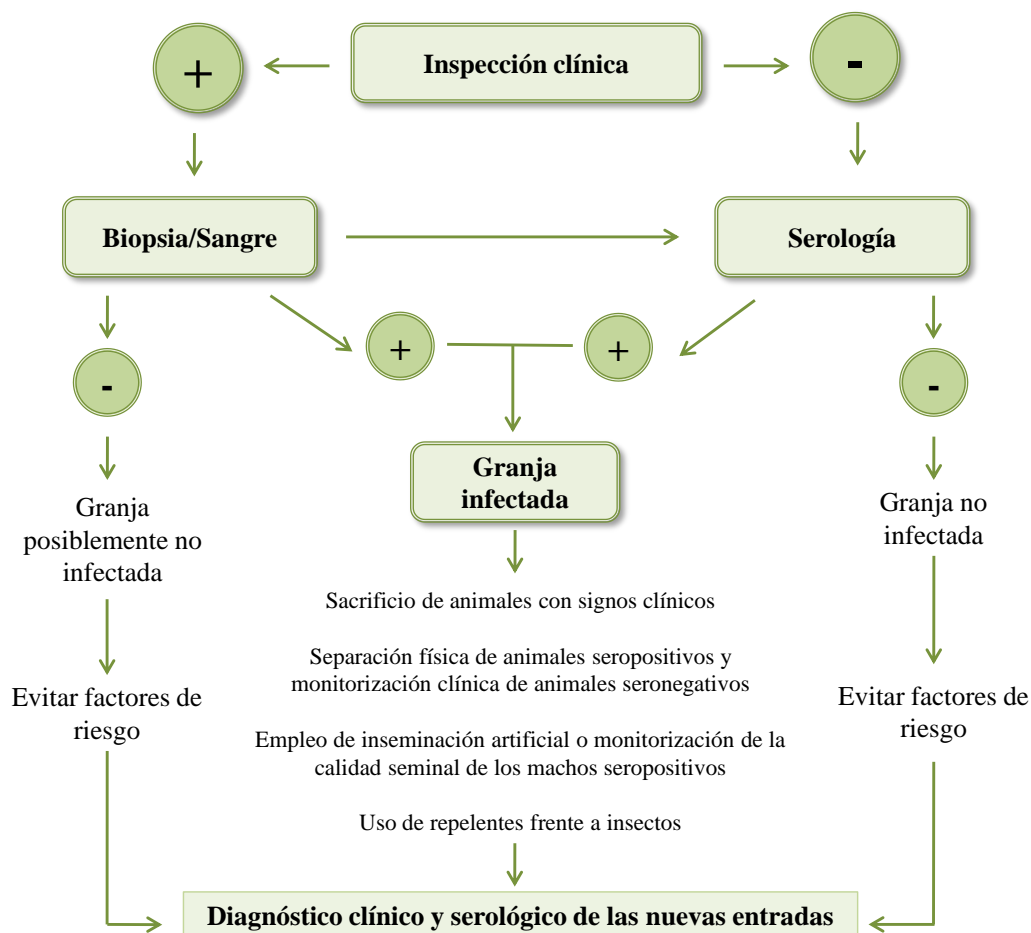 Inspección clínica
+
-
Biopsia/Sangre
Serología
+
+
-
-
Granja
posiblemente no
infectada
Granja
infectada
Granja no
infectada
Sacrificio de animales con signos clínicos
Separación física de animales seropositivos y
monitorización clínica de animales seronegativos
Empleo de inseminación artificial o monitorización de la
calidad seminal de los machos seropositivos
Uso de repelentes frente a insectos
Evitar factores de
riesgo
Evitar factores de
riesgo
Diagnóstico clínico y serológico de las nuevas entradas